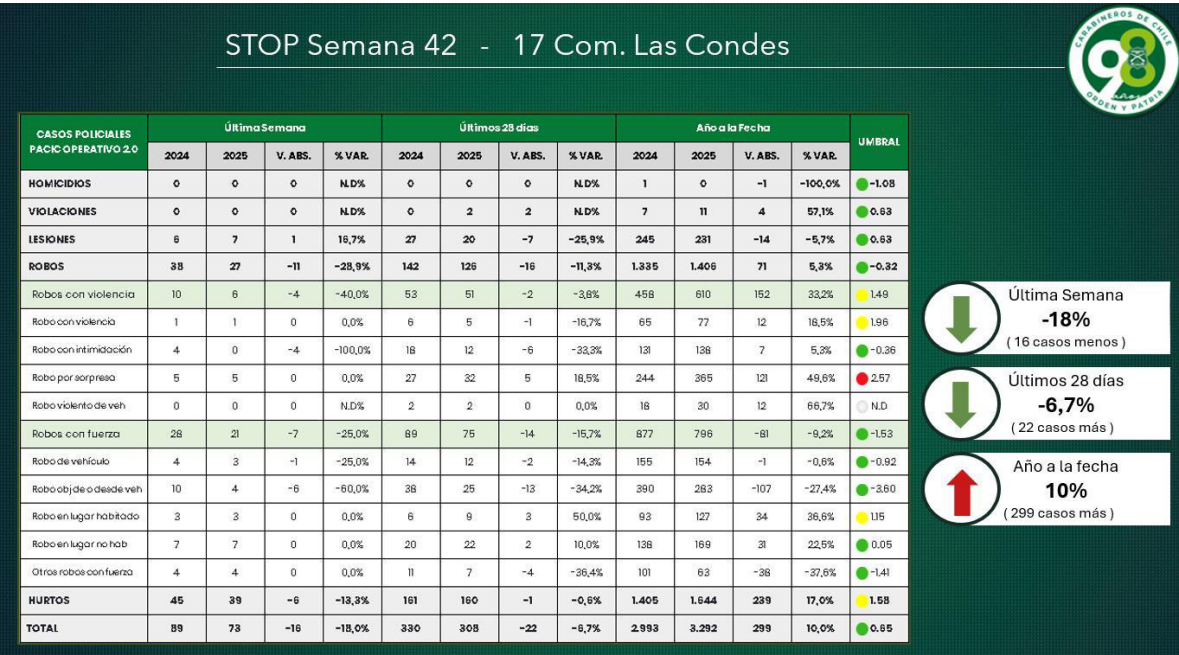 STOP Semana 42 - 17 Com. Las Condes
CARABINEROS DE CHILE
98
años
ORDEN Y PATRIA
CASOS POLICIALES PACIC OPERATIVO 2.0 Última Semana Últimos 28 días Año a la Fecha UMBRAL
2024 2025 V. ABS. % VAR. 2024 2025 V. ABS. % VAR. 2024 2025 V. ABS. % VAR.
HOMICIDIOS 0 0 0 N.D% 0 0 0 N.D% 1 0 -1 -100,0% -1.08
VIOLACIONES 0 0 0 N.D% 0 2 2 N.D% 7 11 4 57,1% 0.63
LESIONES 6 7 1 16,7% 27 20 -7 -25,9% 245 231 -14 -5,7% 0.63
ROBOS 38 27 -11 -28,9% 142 126 -16 -11,3% 1.335 1.406 71 5,3% -0.32
Robos con violencia 10 6 -4 -40,0% 53 51 -2 -3,8% 458 610 152 33,2% 1.49
Robo con violencia 1 1 0 0,0% 6 5 -1 -16,7% 65 77 12 18,5% 1.96
Robo con intimidación 4 0 -4 -100,0% 18 12 -6 -33,3% 131 138 7 5,3% -0.36
Robo por sorpresa 5 5 0 0,0% 27 32 5 18,5% 244 365 121 49,6% 2.57
Robo violento de veh 0 0 0 N.D% 2 2 0 0,0% 18 30 12 66,7% N.D
Robos con fuerza 28 21 -7 -25,0% 89 75 -14 -15,7% 877 796 -81 -9,2% -1.53
Robo de vehículo 4 3 -1 -25,0% 14 12 -2 -14,3% 155 154 -1 -0,6% -0.92
Robo obj de o desde veh 10 4 -6 -60,0% 38 25 -13 -34,2% 390 283 -107 -27,4% -3.60
Robo en lugar habitado 3 3 0 0,0% 6 9 3 50,0% 93 127 34 36,6% 1.15
Robo en lugar no hab 7 7 0 0,0% 20 22 2 10,0% 138 169 31 22,5% 0.05
Otros robos con fuerza 4 4 0 0,0% 11 7 -4 -36,4% 101 63 -38 -37,6% -1.41
HURTOS 45 39 -6 -13,3% 161 160 -1 -0,6% 1.405 1.644 239 17,0% 1.58
TOTAL 89 73 -16 -18,0% 330 308 -22 -6,7% 2.993 3.292 299 10,0% 0.65
Última Semana
-18%
( 16 casos menos )
Últimos 28 días
-6,7%
( 22 casos más )
Año a la fecha
10%
( 299 casos más )